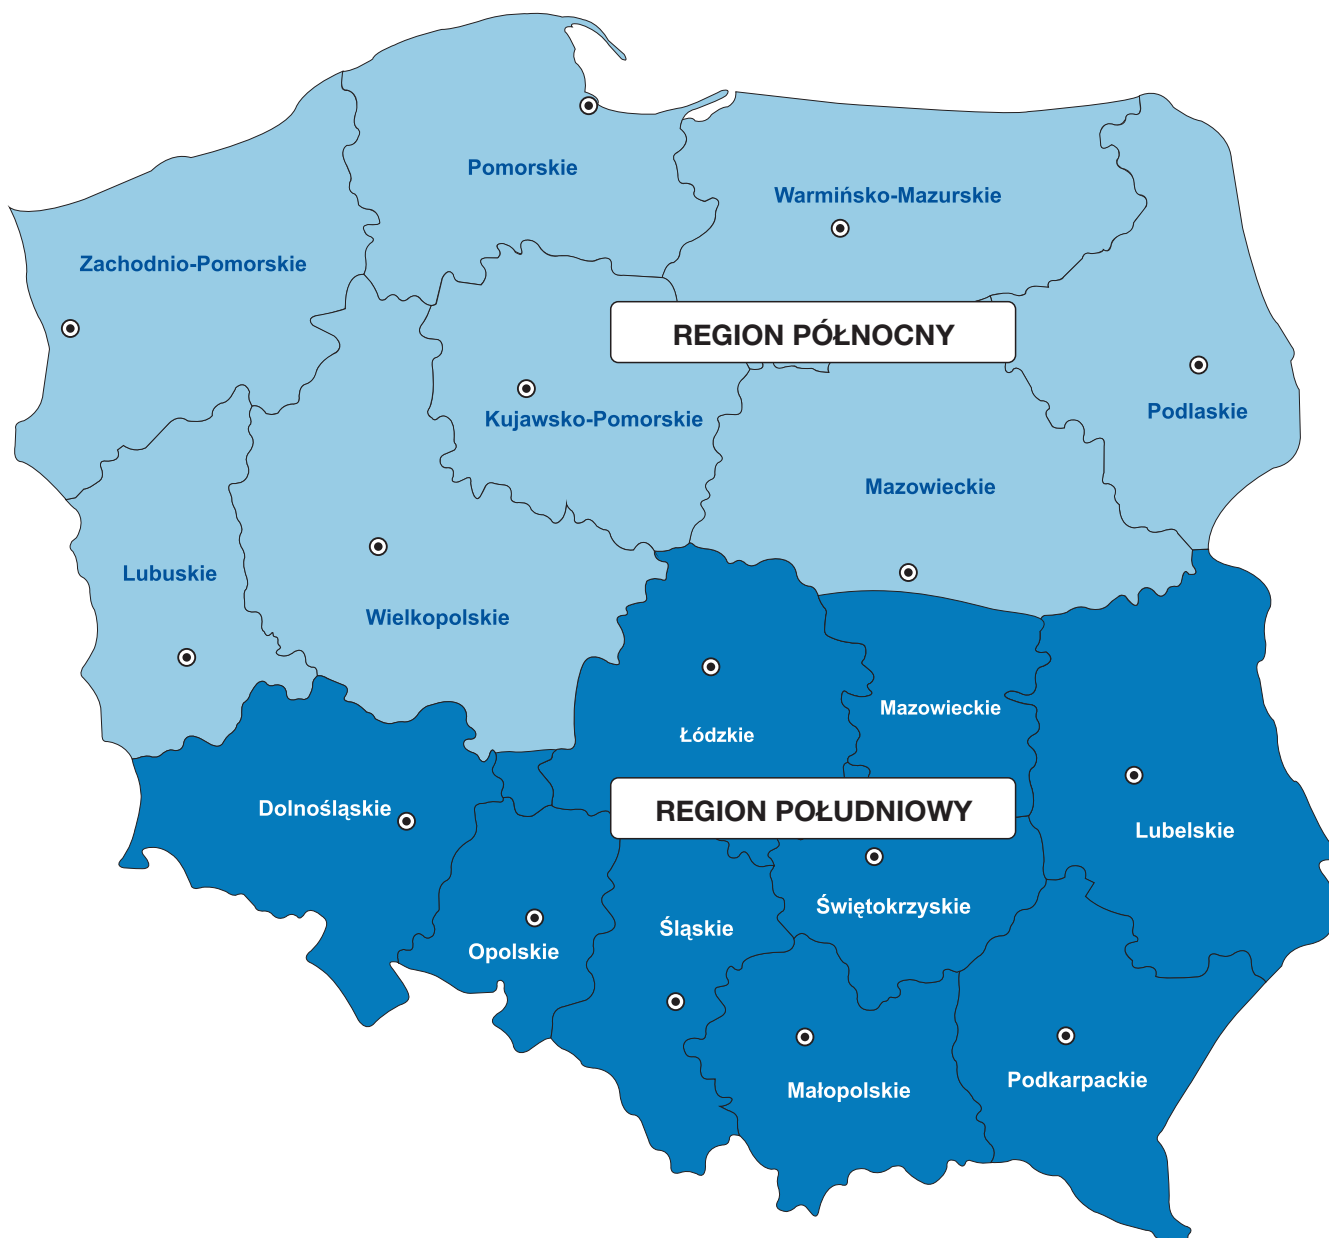 Pomorskie
Warmińsko-Mazurskie
Zachodnio-Pomorskie
REGION PÓŁNOCNY
Kujawsko-Pomorskie
Podlaskie
Mazowieckie
Lubuskie
Wielkopolskie
Mazowieckie
Łódzkie
Dolnośląskie
REGION POŁUDNIOWY
Lubelskie
Świętokrzyskie
Śląskie
Opolskie
Podkarpackie
Małopolskie